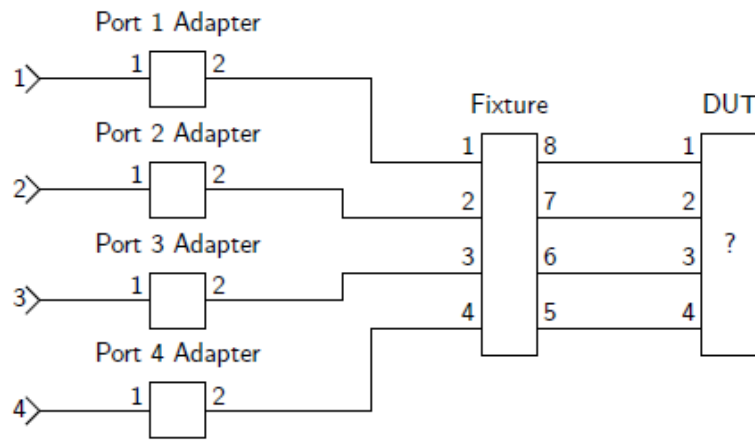 Port 1 Adapter
1 1 2
Fixture DUT
Port 2 Adapter
1 8 1
2 1 2
2 7 2
?
Port 3 Adapter
3 6 3
3 1 2
4 5 4
Port 4 Adapter
4 1 2